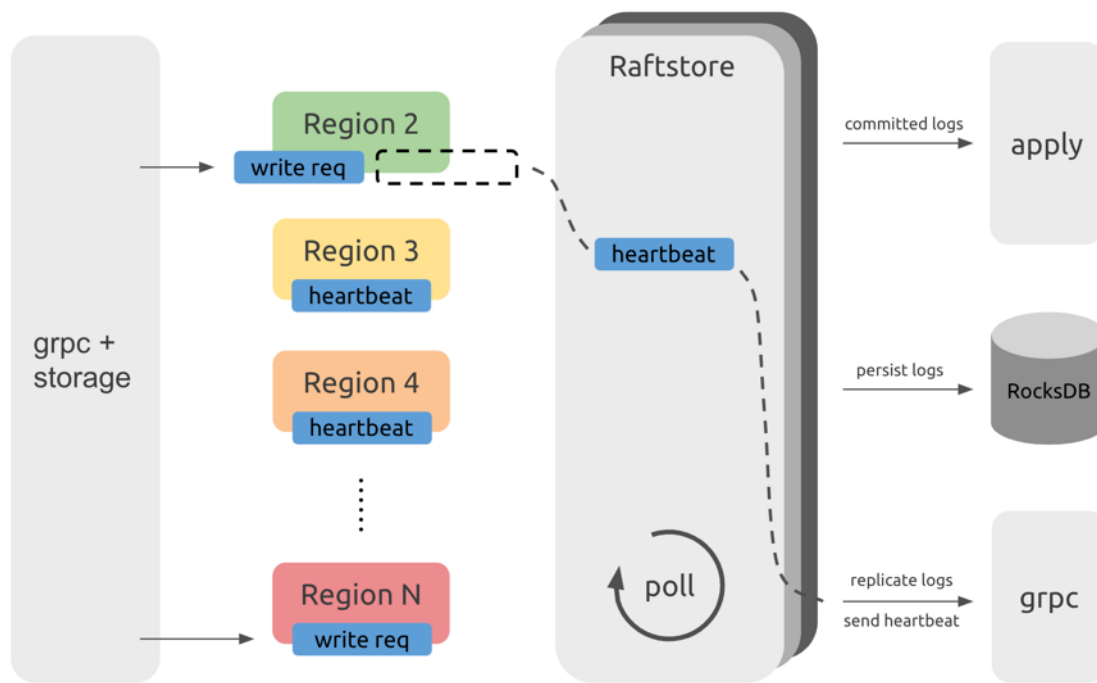 grpc +
storage
Region 2
write req
Region 3
heartbeat
Region 4
heartbeat
Region N
write req
Raftstore
heartbeat
poll
committed logs
apply
persist logs
RocksDB
replicate logs
send heartbeat
grpc